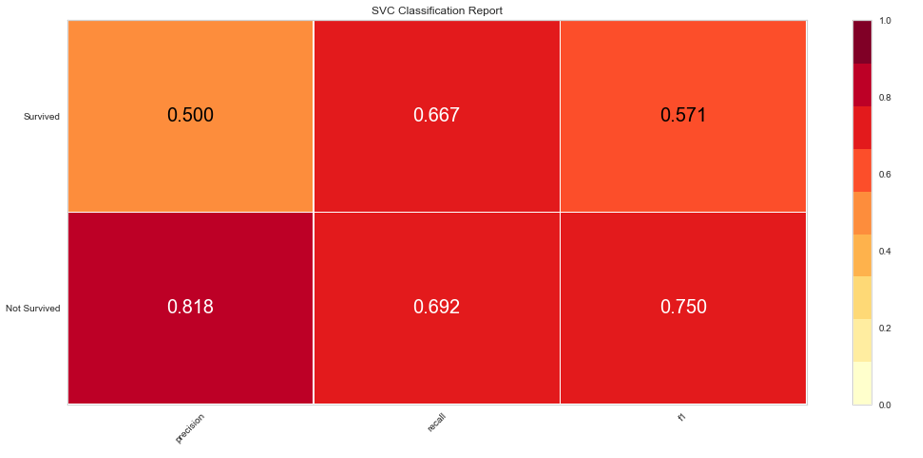 SVC Classification Report
Survived
0.500 0.667 0.571
Not Survived
0.818 0.692 0.750
precision recall f1
1.0
0.8
0.6
0.4
0.2
0.0